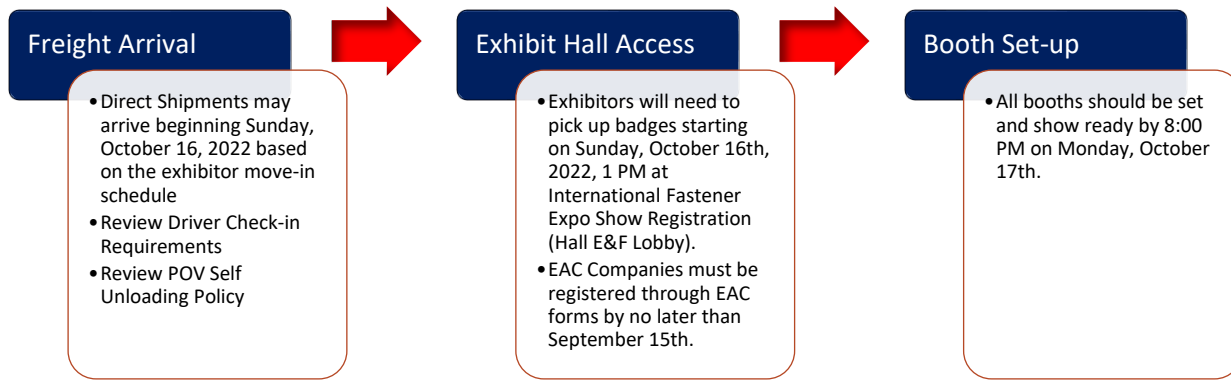 Freight Arrival
•Direct Shipments may
arrive beginning Sunday,
October 16, 2022 based
on the exhibitor move-in
schedule
•Review Driver Check-in
Requirements
•Review POV Self
Unloading Policy
Exhibit Hall Access
•Exhibitors will need to
pick up badges starting
on Sunday, October 16th,
2022, 1 PM at
International Fastener
Expo Show Registration
(Hall E&F Lobby).
•EAC Companies must be
registered through EAC
forms by no later than
September 15th.
Booth Set-up
•All booths should be set
and show ready by 8:00
PM on Monday, October
17th.